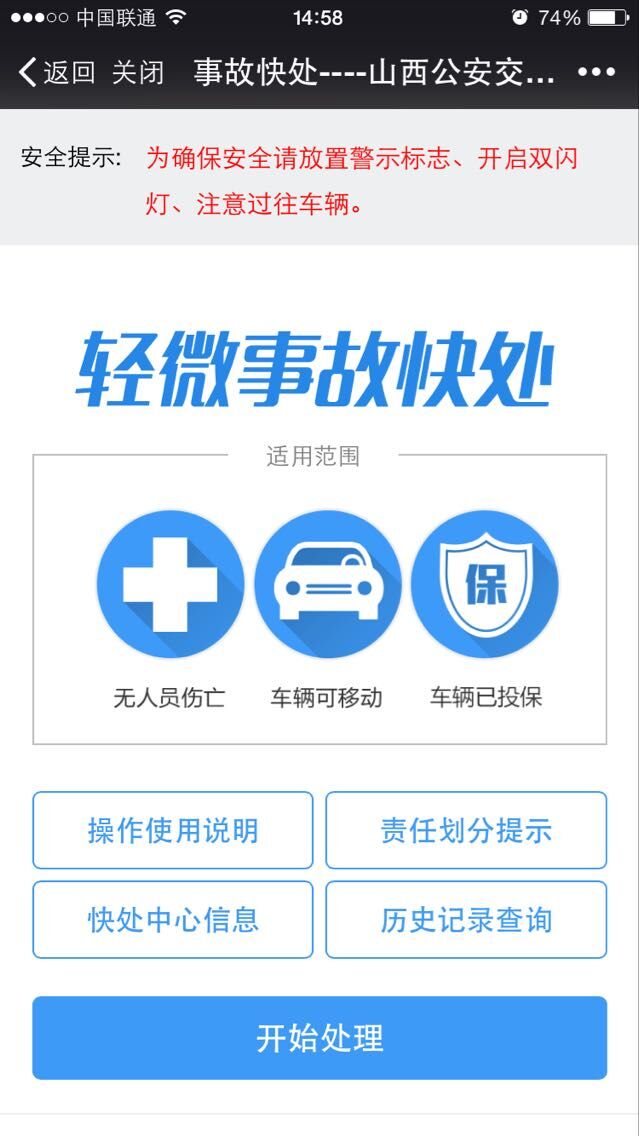 中国联通 14:58 74%
返回 关闭 事故快处----山西公安交...
安全提示: 为确保安全请放置警示标志、开启双闪
灯、注意过往车辆。
轻微事故快处
适用范围
保
无人员伤亡 车辆可移动 车辆已投保
操作使用说明 责任划分提示
快处中心信息 历史记录查询
开始处理